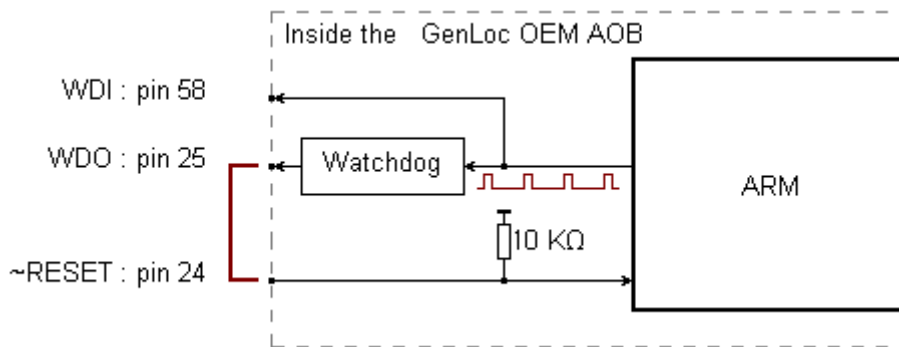 Inside the GenLoc OEM AOB
WDI : pin 58
WDO : pin 25
Watchdog
ARM
10 KΩ
~RESET : pin 24